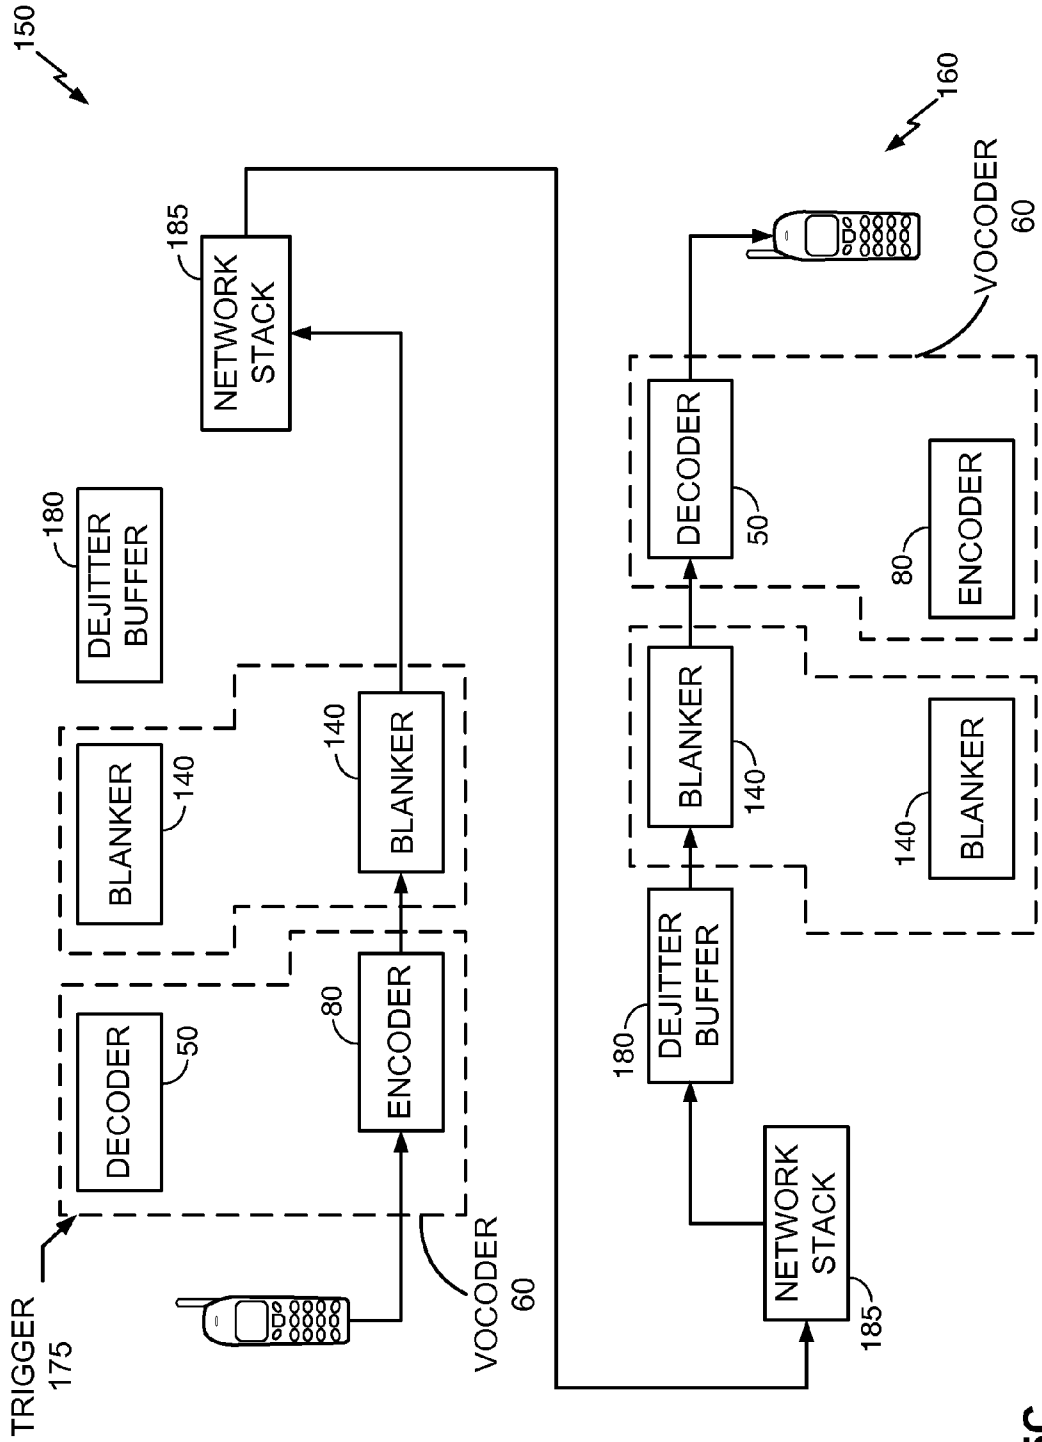 150
NETWORK
STACK
185
DEJITTER
BUFFER
180
BLANKER
140
BLANKER
140
DECODER
50
ENCODER
80
TRIGGER
175
VOCODER
60
160
VOCODER
60
DECODER
50
ENCODER
80
BLANKER
140
BLANKER
140
DEJITTER
BUFFER
180
NETWORK
STACK
185